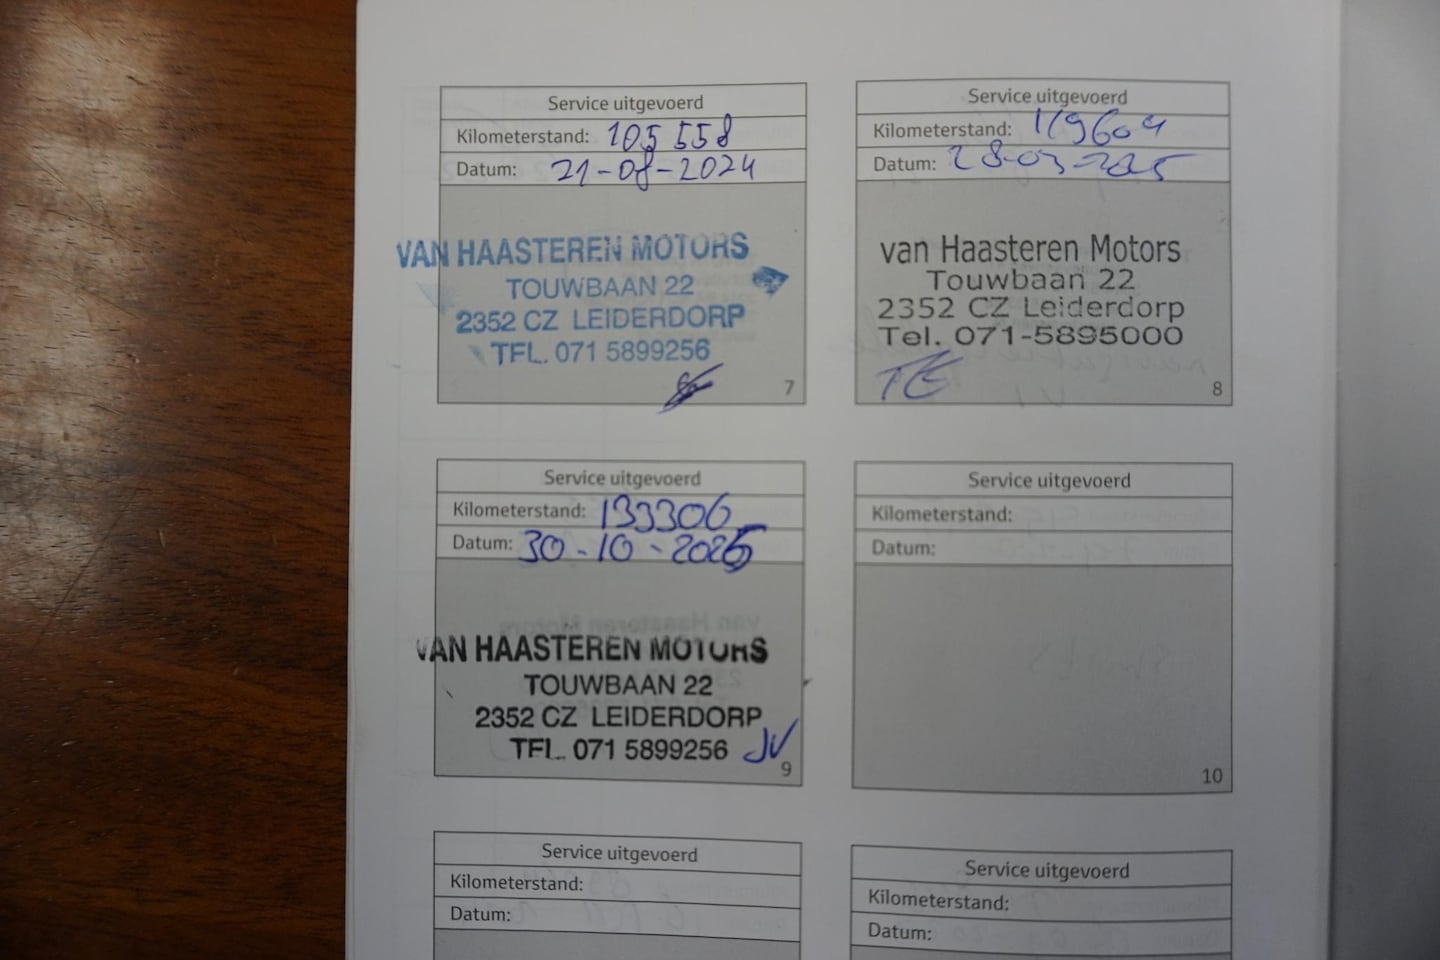 Service uitgevoerd
Kilometerstand: 105 558
Datum: 21-08-2024
VAN HAASTEREN MOTORS
TOUWBAAN 22
2352 CZ LEIDERDORP
TEL. 071 5899256
7
Service uitgevoerd
Kilometerstand: 119604
Datum: 28-03-2025
van Haasteren Motors
Touwbaan 22
2352 CZ Leiderdorp
Tel. 071-5895000
TE
8
Service uitgevoerd
Kilometerstand: 133306
Datum: 30-10-2025
VAN HAASTEREN MOTORS
TOUWBAAN 22
2352 CZ LEIDERDORP
TEL. 071 5899256
JV
9
Service uitgevoerd
Kilometerstand:
Datum:
10
Service uitgevoerd
Kilometerstand:
Datum:
Service uitgevoerd
Kilometerstand:
Datum: